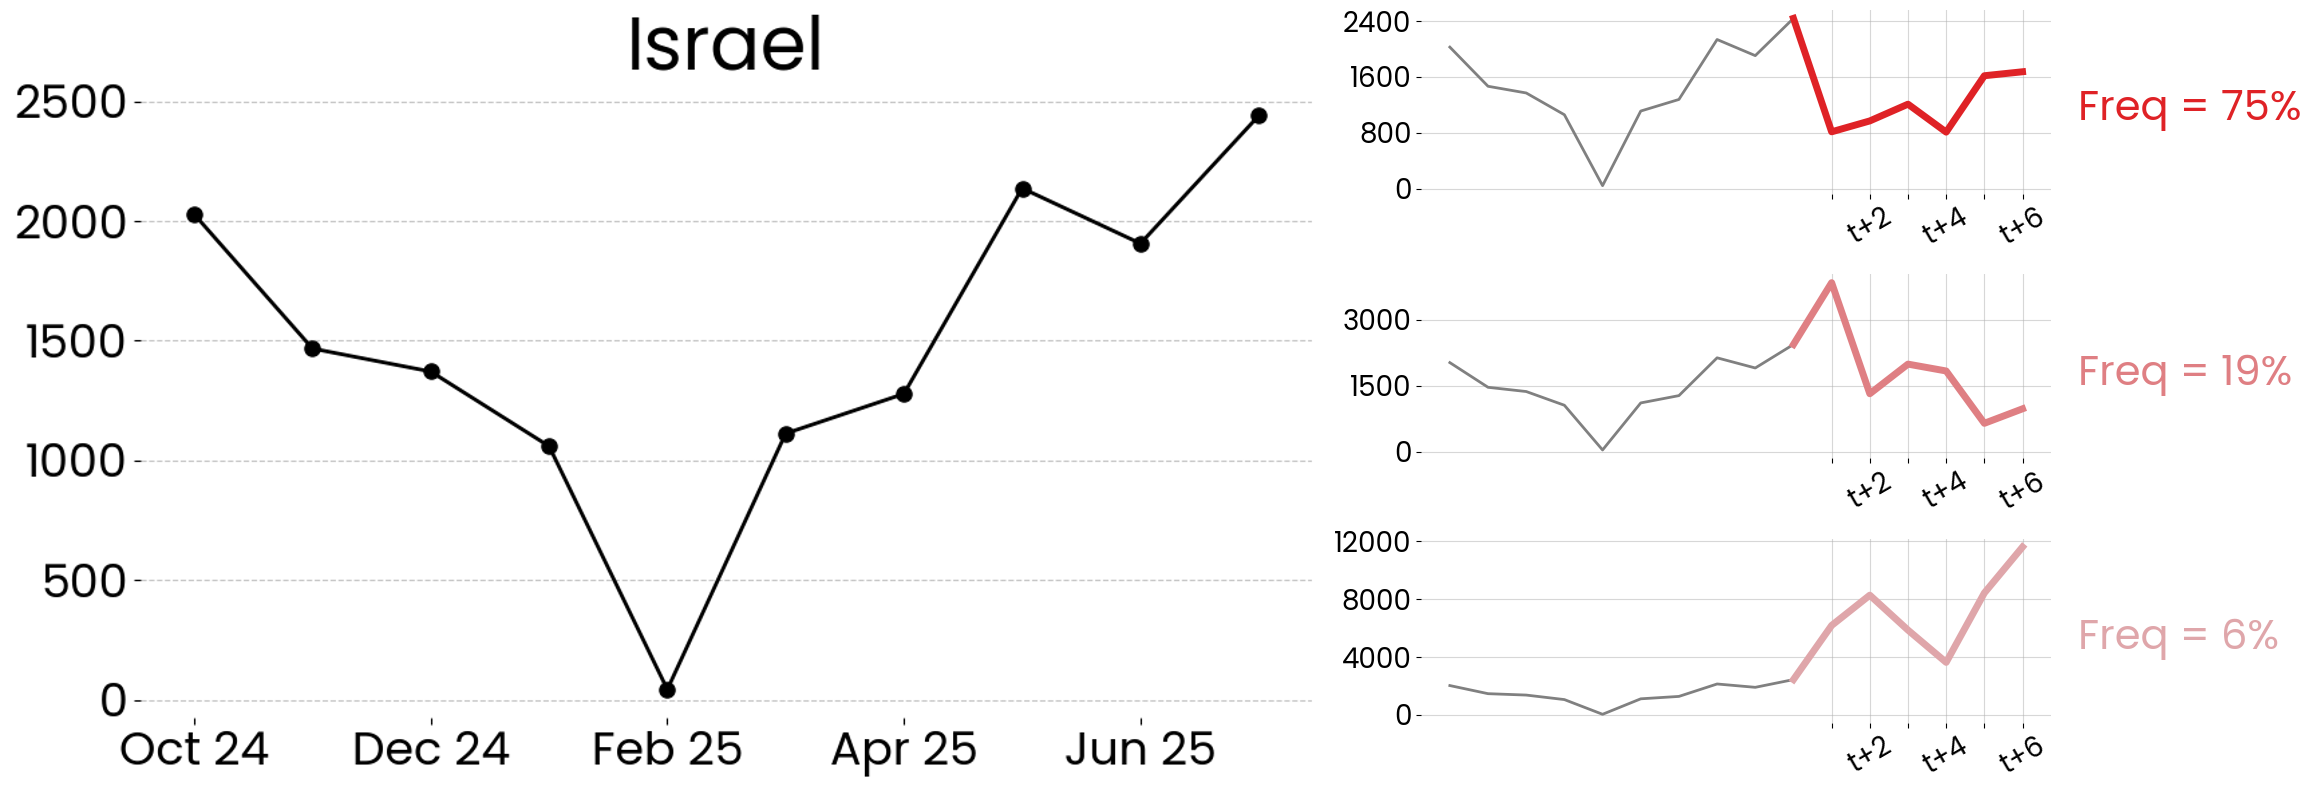 Israel
2500
2000
1500
1000
500
0
Oct 24 Dec 24 Feb 25 Apr 25 Jun 25
2400
1600
800
0
t+2 t+4 t+6
Freq = 75%
3000
1500
0
t+2 t+4 t+6
Freq = 19%
12000
8000
4000
0
t+2 t+4 t+6
Freq = 6%